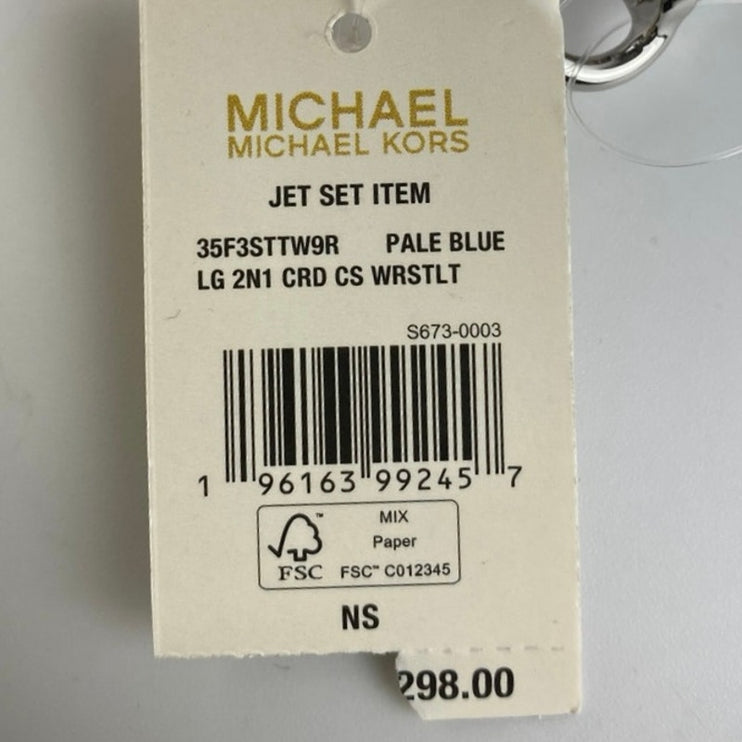 MICHAEL
MICHAEL KORS
JET SET ITEM
35F3STTW9R PALE BLUE
LG 2N1 CRD CS WRSTLT
S673-0003
1 96163 99245 7
FSC™
MIX
Paper
FSC™ C012345
NS
298.00